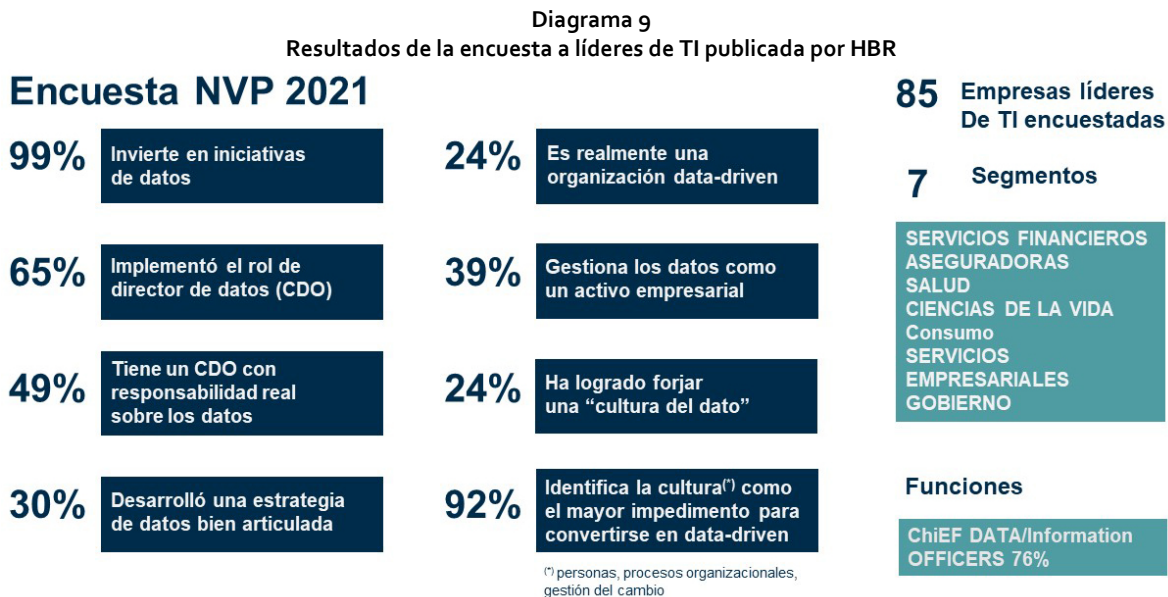 Diagrama 9
Resultados de la encuesta a líderes de TI publicada por HBR
Encuesta NVP 2021
99%
Invierte en iniciativas
de datos
65%
Implementó el rol de
director de datos (CDO)
49%
Tiene un CDO con
responsabilidad real
sobre los datos
30%
Desarrolló una estrategia
de datos bien articulada
24%
Es realmente una
organización data-driven
39%
Gestiona los datos como
un activo empresarial
24%
Ha logrado forjar
una “cultura del dato”
92%
Identifica la cultura(*) como
el mayor impedimento para
convertirse en data-driven
(*) personas, procesos organizacionales,
gestión del cambio
85
Empresas líderes
De TI encuestadas
7
Segmentos
SERVICIOS FINANCIEROS
ASEGURADORAS
SALUD
CIENCIAS DE LA VIDA
Consumo
SERVICIOS
EMPRESARIALES
GOBIERNO
Funciones
ChiEF DATA/Information
OFFICERS 76%